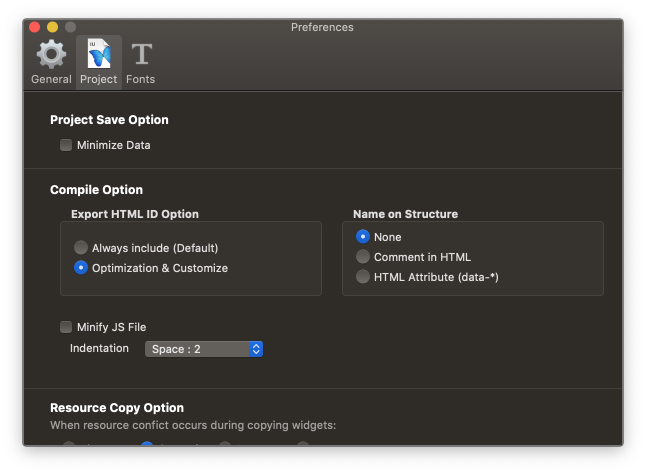 Preferences
IU
General Project Fonts
Project Save Option
Minimize Data
Compile Option
Export HTML ID Option
Always include (Default)
Optimization & Customize
Name on Structure
None
Comment in HTML
HTML Attribute (data-*)
Minify JS File
Indentation Space : 2
Resource Copy Option
When resource confict occurs during copying widgets: